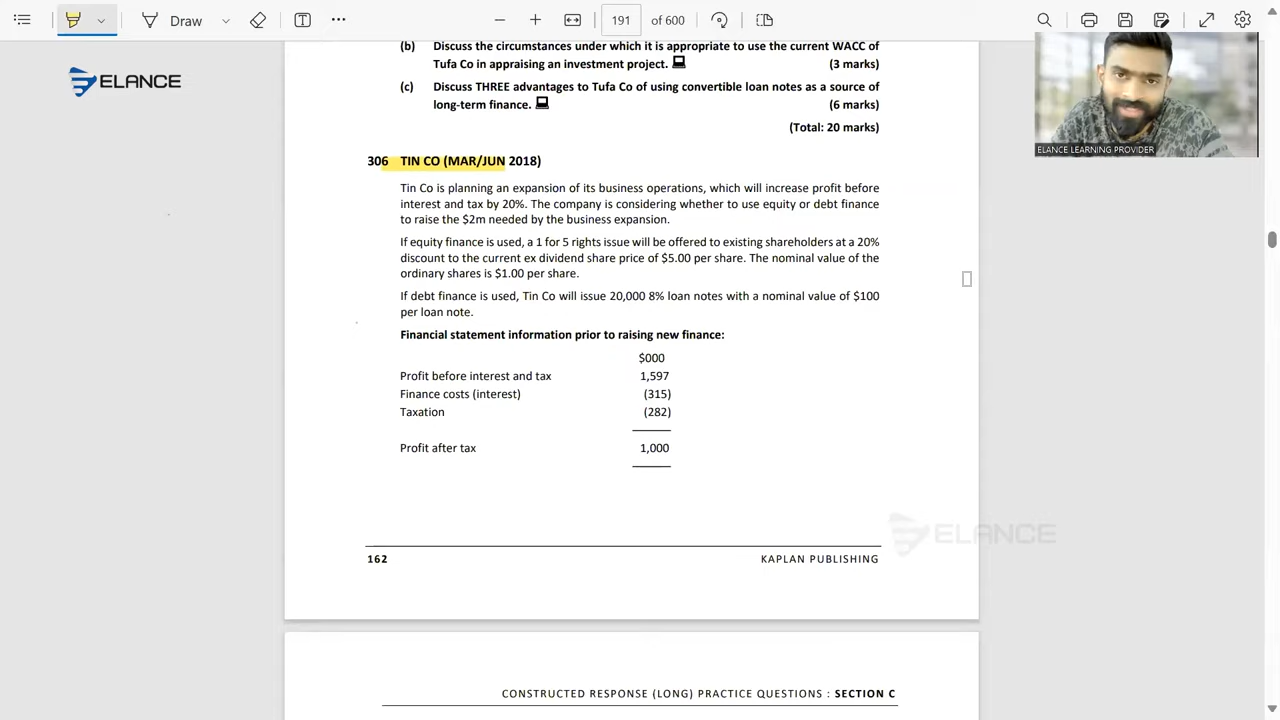 Draw
191
of 600
ELANCE
ELANCE LEARNING PROVIDER
(b) Discuss the circumstances under which it is appropriate to use the current WACC of
Tufa Co in appraising an investment project. (3 marks)
(c) Discuss THREE advantages to Tufa Co of using convertible loan notes as a source of
long-term finance. (6 marks)
(Total: 20 marks)
306 TIN CO (MAR/JUN 2018)
Tin Co is planning an expansion of its business operations, which will increase profit before
interest and tax by 20%. The company is considering whether to use equity or debt finance
to raise the $2m needed by the business expansion.
If equity finance is used, a 1 for 5 rights issue will be offered to existing shareholders at a 20%
discount to the current ex dividend share price of $5.00 per share. The nominal value of the
ordinary shares is $1.00 per share.
If debt finance is used, Tin Co will issue 20,000 8% loan notes with a nominal value of $100
per loan note.
Financial statement information prior to raising new finance:
$000
Profit before interest and tax 1,597
Finance costs (interest) (315)
Taxation (282)
Profit after tax 1,000
ELANCE
162 KAPLAN PUBLISHING
CONSTRUCTED RESPONSE (LONG) PRACTICE QUESTIONS : SECTION C